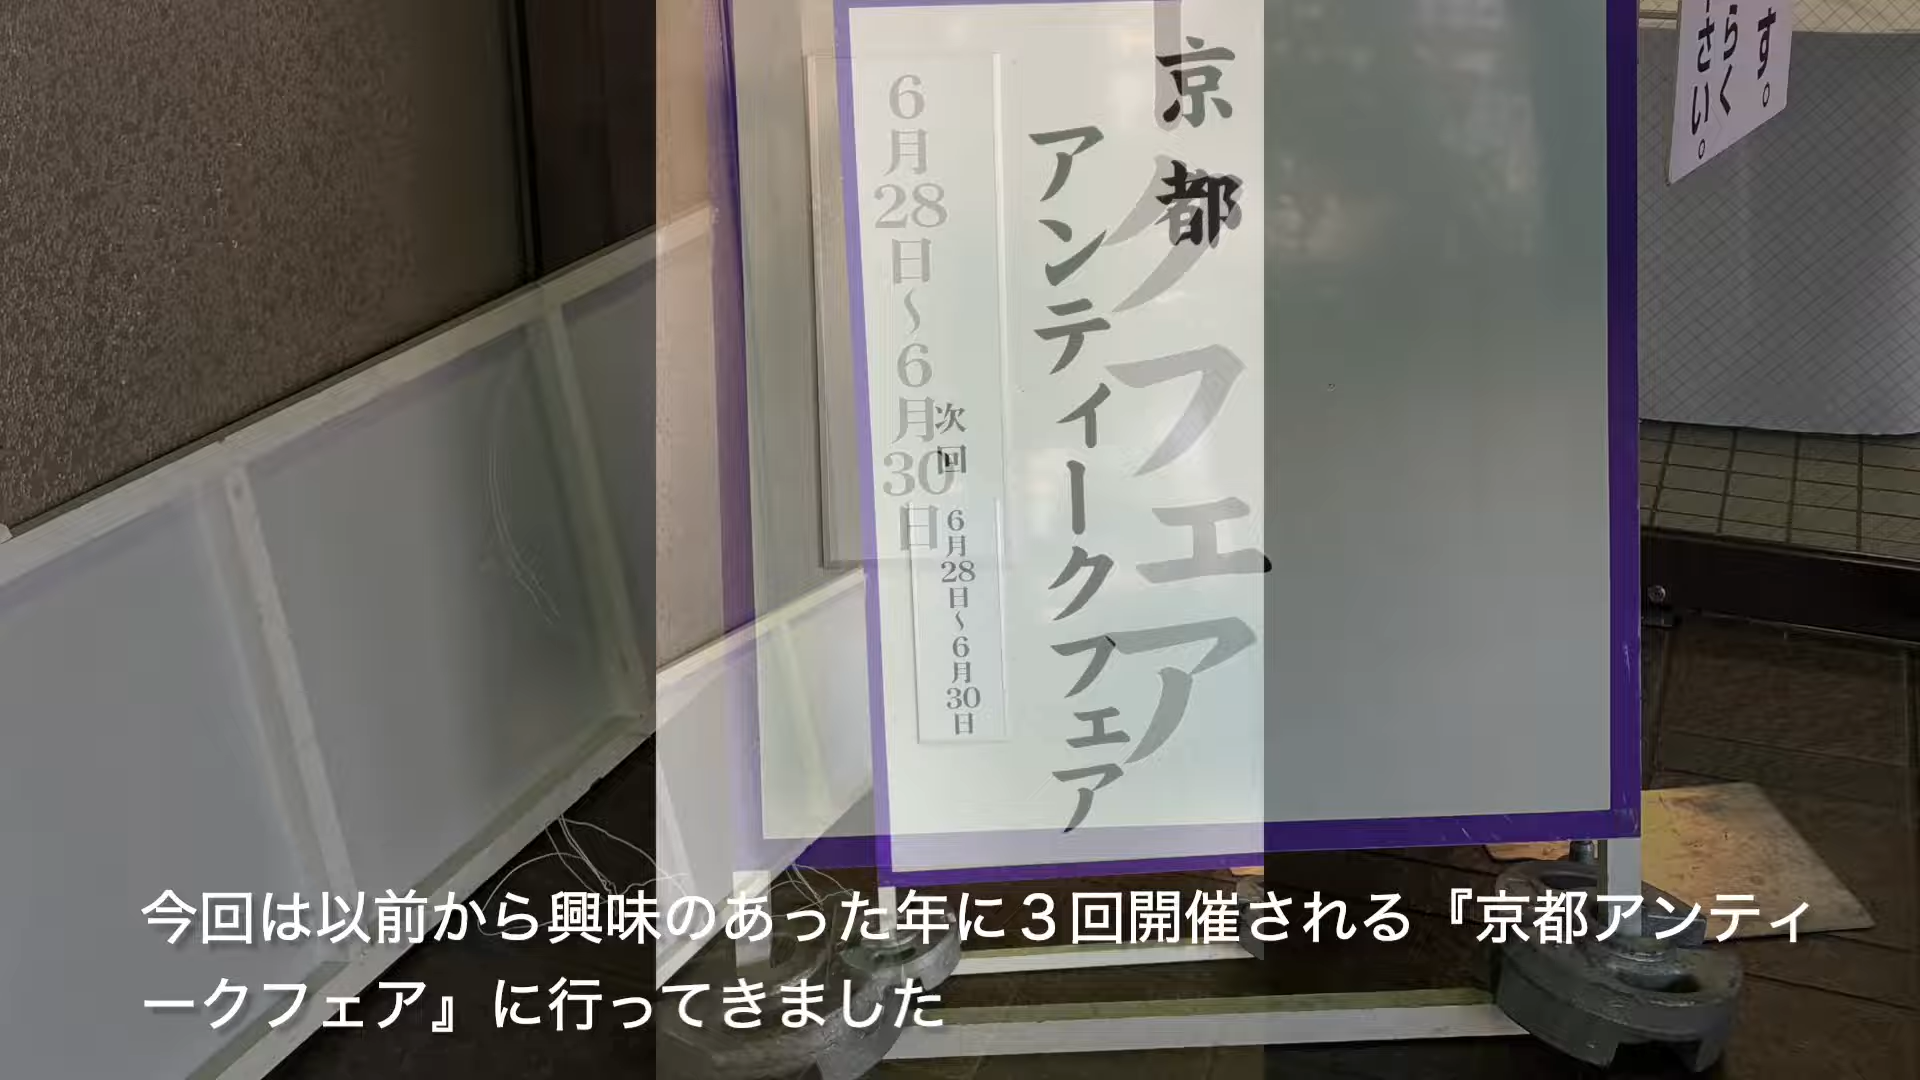 京都
アンティークフェア
次回
6月28日〜6月30日
クフェア
6月28日〜6月30日
す。
らく
さい。
今回は以前から興味のあった年に３回開催される『京都アンティ
ークフェア』に行ってきました